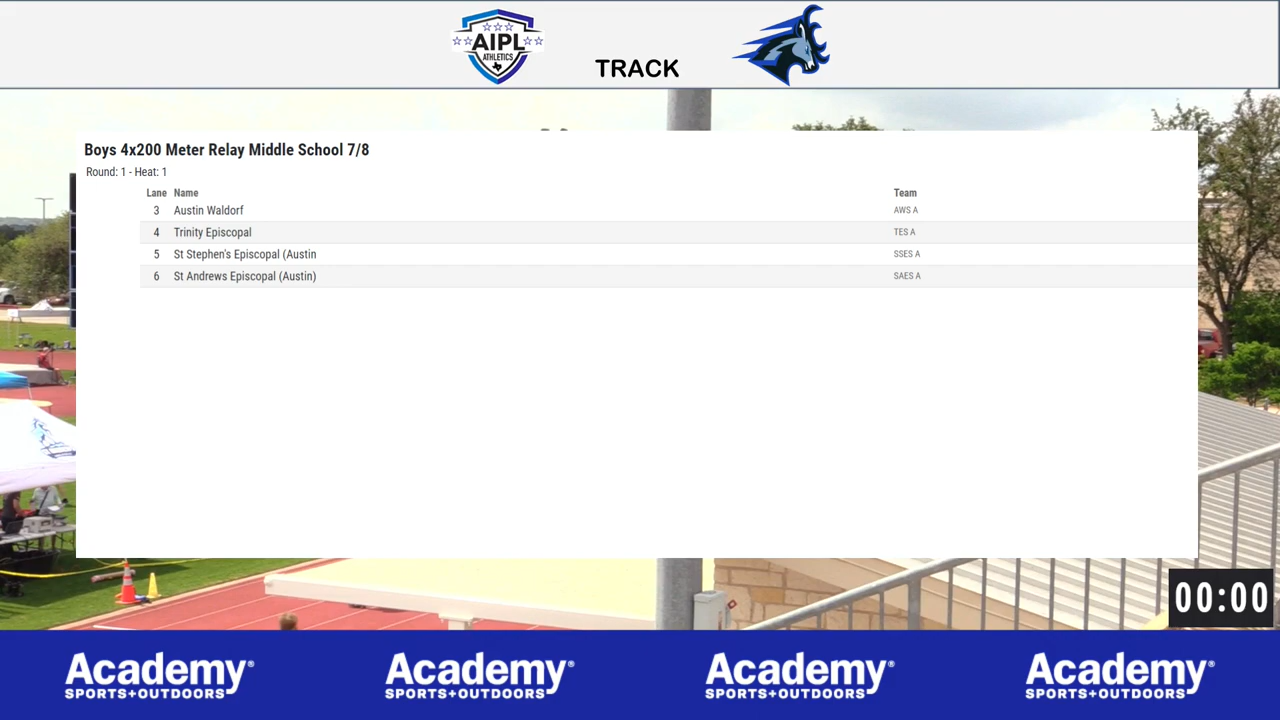 AIPL
ATHLETICS
TRACK
Boys 4x200 Meter Relay Middle School 7/8
Round: 1 - Heat: 1
Lane Name Team
3 Austin Waldorf AWS A
4 Trinity Episcopal TES A
5 St Stephen's Episcopal (Austin SSES A
6 St Andrews Episcopal (Austin) SAES A
00:00
Academy® Academy® Academy® Academy®
SPORTS+OUTDOORS SPORTS+OUTDOORS SPORTS+OUTDOORS SPORTS+OUTDOORS